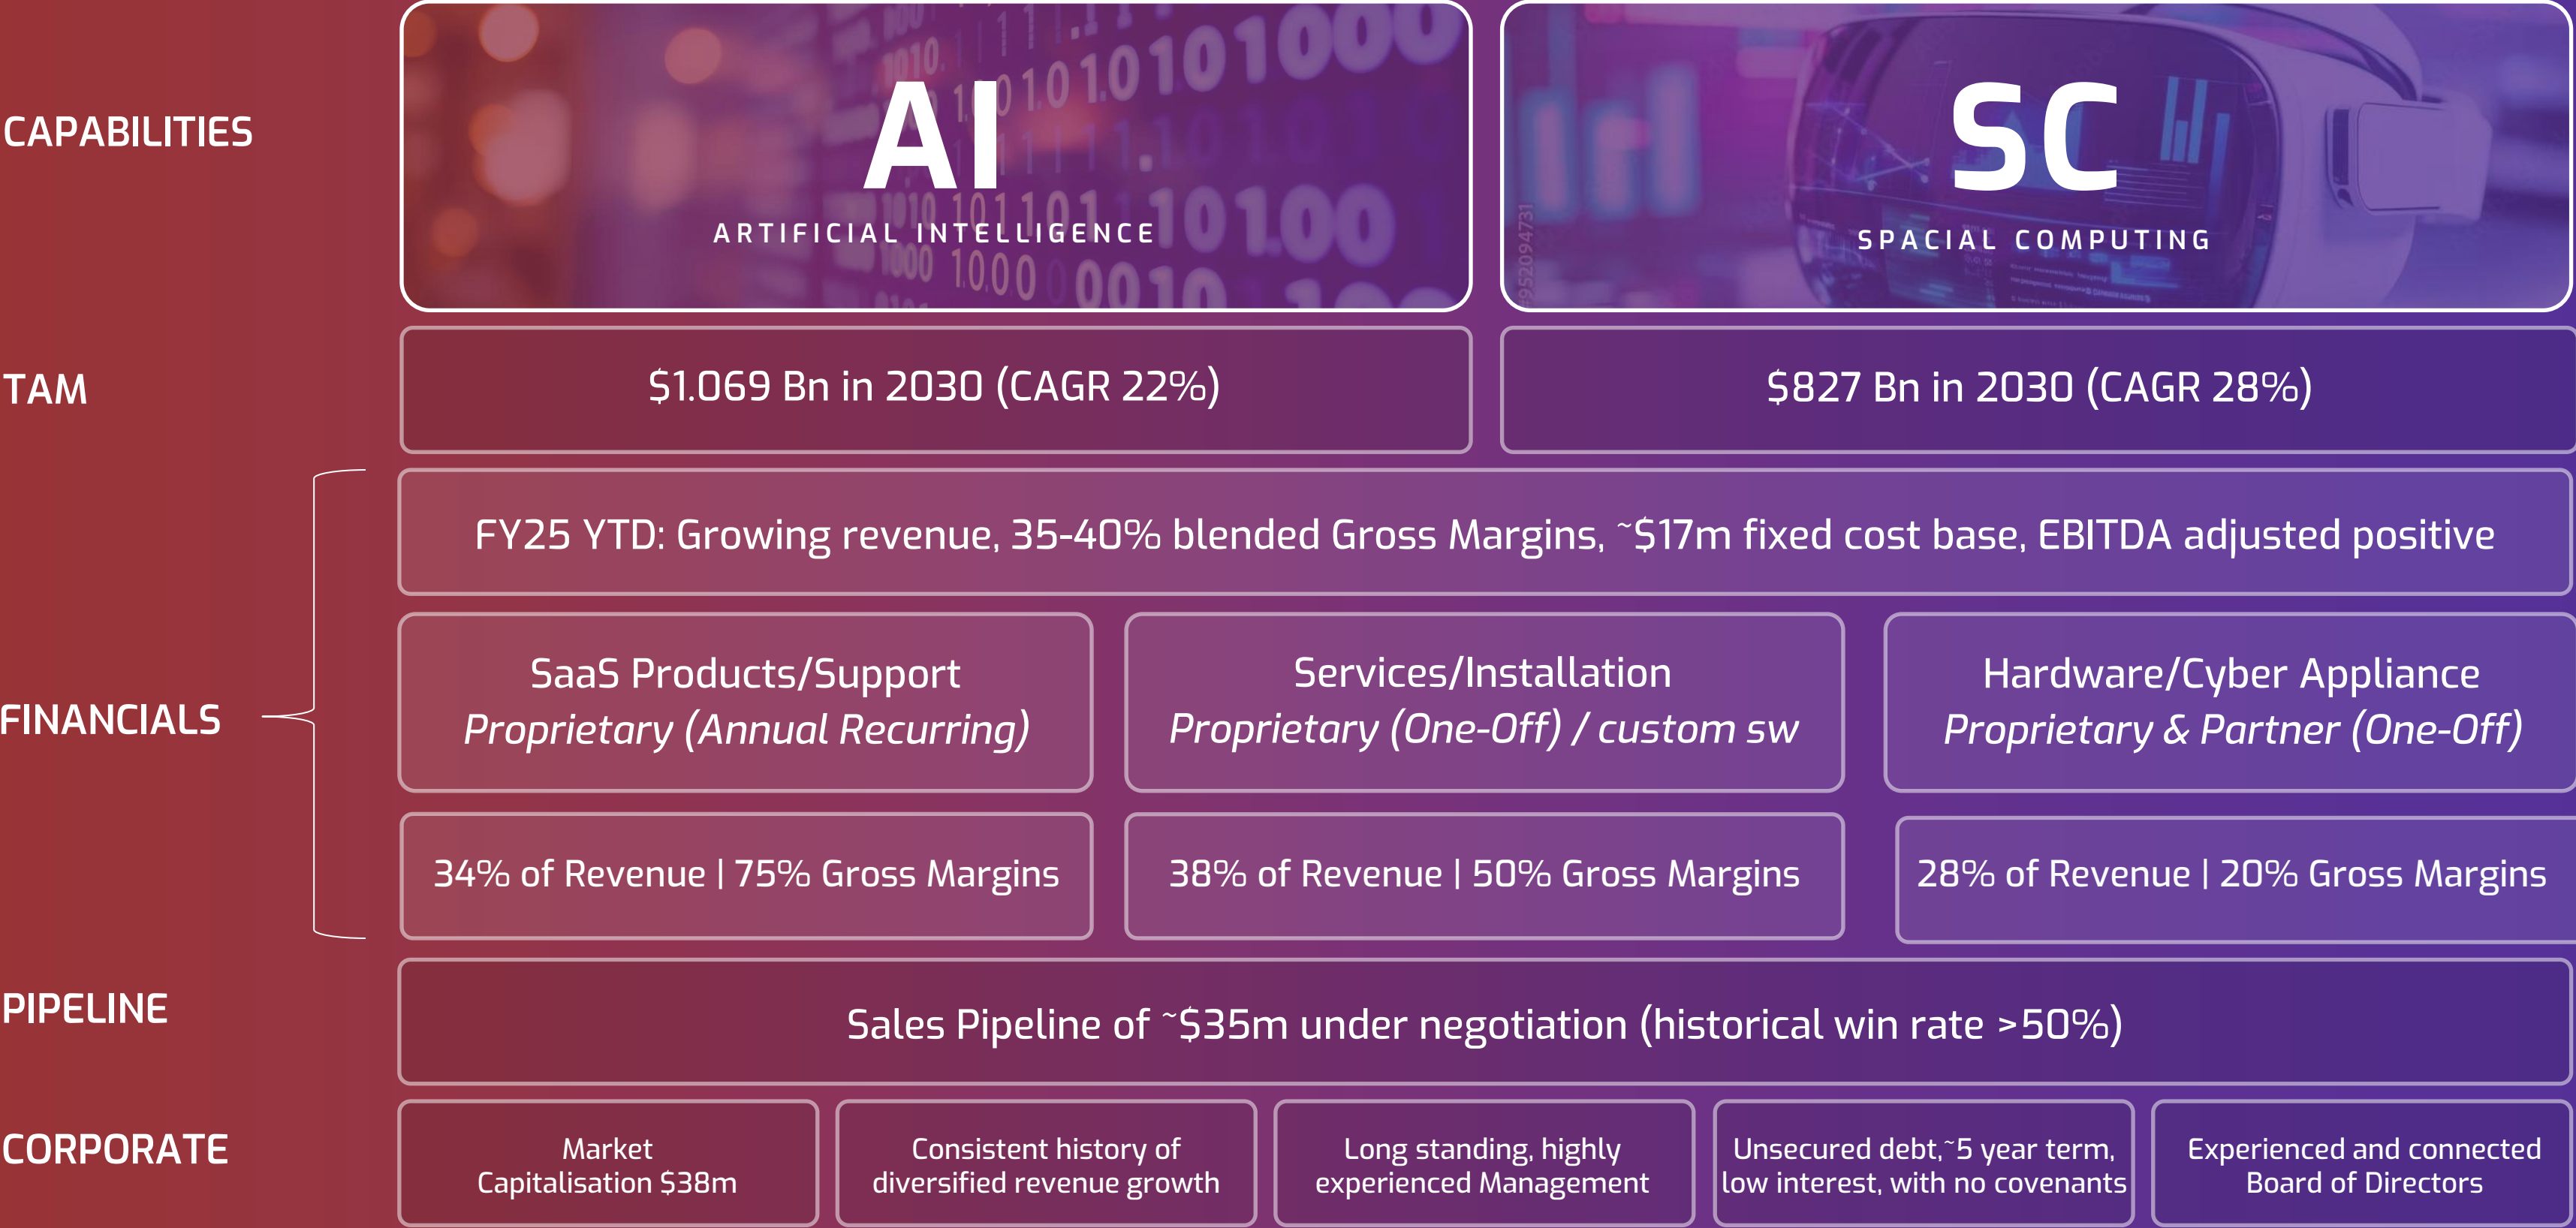 CAPABILITIES
AI
ARTIFICIAL INTELLIGENCE
SC
SPACIAL COMPUTING
TAM
$1.069 Bn in 2030 (CAGR 22%)
$827 Bn in 2030 (CAGR 28%)
FINANCIALS
FY25 YTD: Growing revenue, 35-40% blended Gross Margins, ~$17m fixed cost base, EBITDA adjusted positive
SaaS Products/Support
Proprietary (Annual Recurring)
Services/Installation
Proprietary (One-Off) / custom sw
Hardware/Cyber Appliance
Proprietary & Partner (One-Off)
34% of Revenue | 75% Gross Margins
38% of Revenue | 50% Gross Margins
28% of Revenue | 20% Gross Margins
PIPELINE
Sales Pipeline of ~$35m under negotiation (historical win rate >50%)
CORPORATE
Market
Capitalisation $38m
Consistent history of
diversified revenue growth
Long standing, highly
experienced Management
Unsecured debt,~5 year term,
low interest, with no covenants
Experienced and connected
Board of Directors